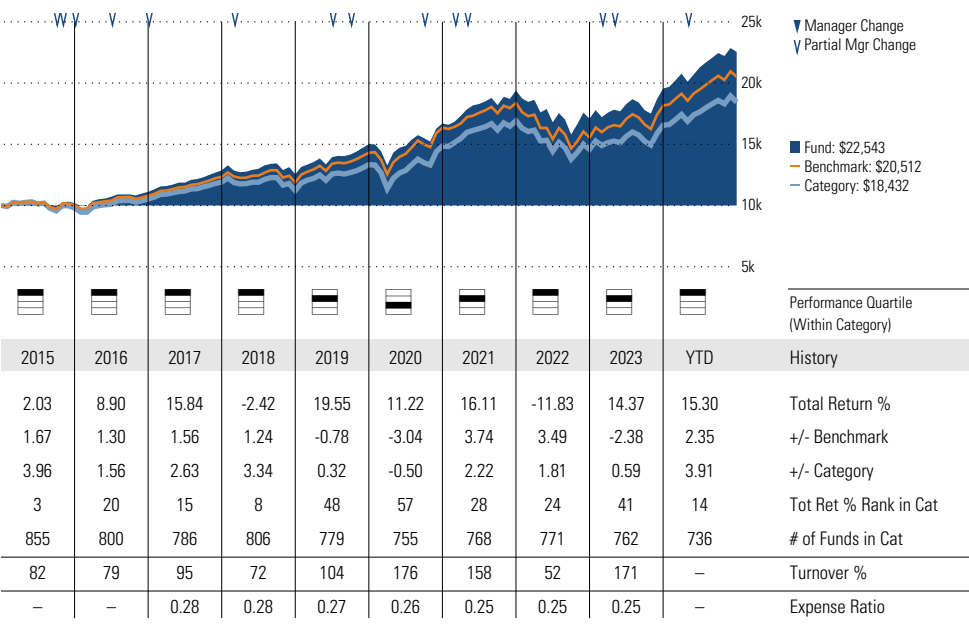 25k
20k
15k
10k
5k
Manager Change
Partial Mgr Change
Fund: $22,543
Benchmark: $20,512
Category: $18,432
Performance Quartile
(Within Category)
2015 2016 2017 2018 2019 2020 2021 2022 2023 YTD History
2.03 8.90 15.84 -2.42 19.55 11.22 16.11 -11.83 14.37 15.30 Total Return %
1.67 1.30 1.56 1.24 -0.78 -3.04 3.74 3.49 -2.38 2.35 +/- Benchmark
3.96 1.56 2.63 3.34 0.32 -0.50 2.22 1.81 0.59 3.91 +/- Category
3 20 15 8 48 57 28 24 41 14 Tot Ret % Rank in Cat
855 800 786 806 779 755 768 771 762 736 # of Funds in Cat
82 79 95 72 104 176 158 52 171 – Turnover %
– – 0.28 0.28 0.27 0.26 0.25 0.25 0.25 – Expense Ratio